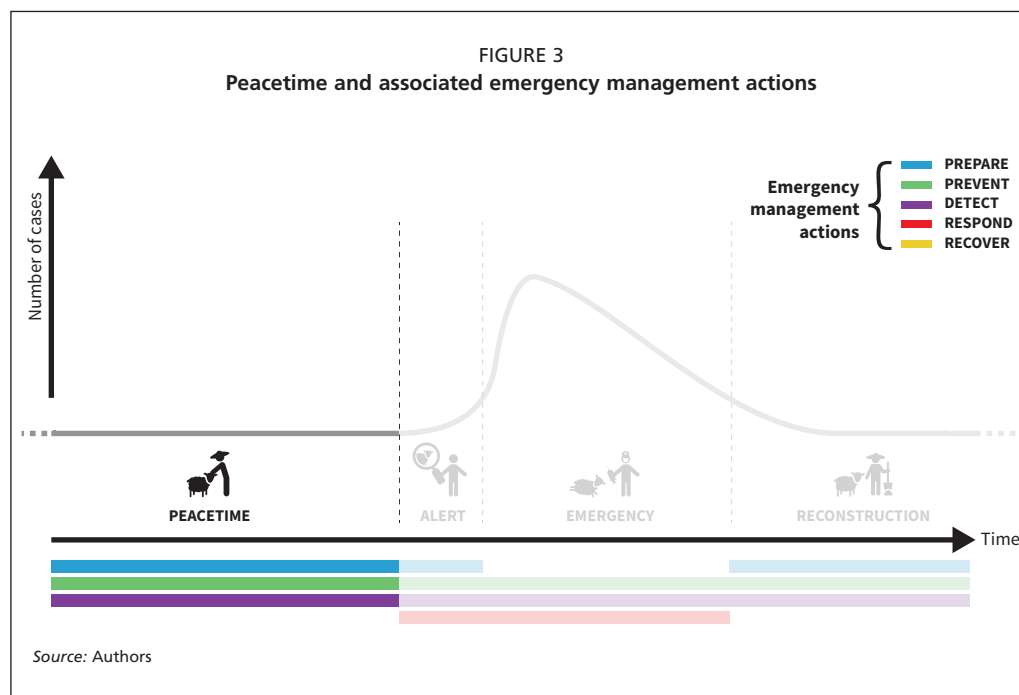 FIGURE 3
Peacetime and associated emergency management actions
Number of cases
Emergency
management
actions
PREPARE
PREVENT
DETECT
RESPOND
RECOVER
PEACETIME
ALERT
EMERGENCY
RECONSTRUCTION
Time
Source: Authors